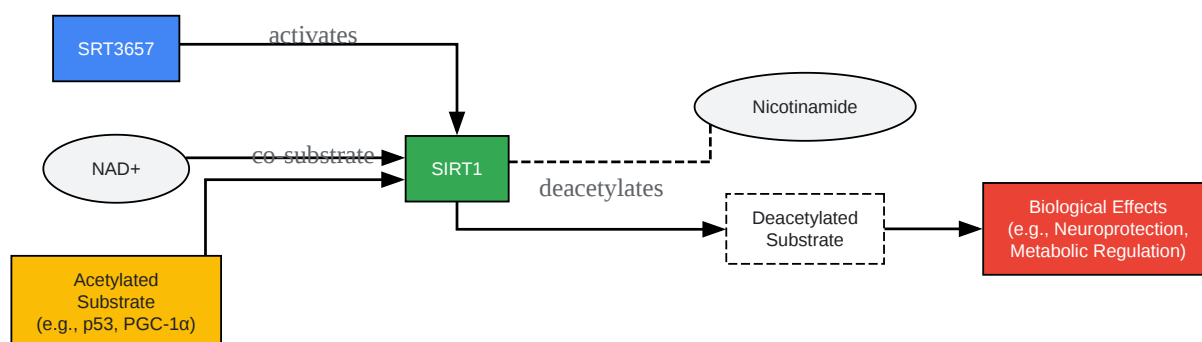 SRT3657
activates
Nicotinamide
NAD+
co-substrate
SIRT1
deacetylates
Deacetylated
Substrate
Biological Effects
(e.g., Neuroprotection,
Metabolic Regulation)
Acetylated
Substrate
(e.g., p53, PGC-1α)